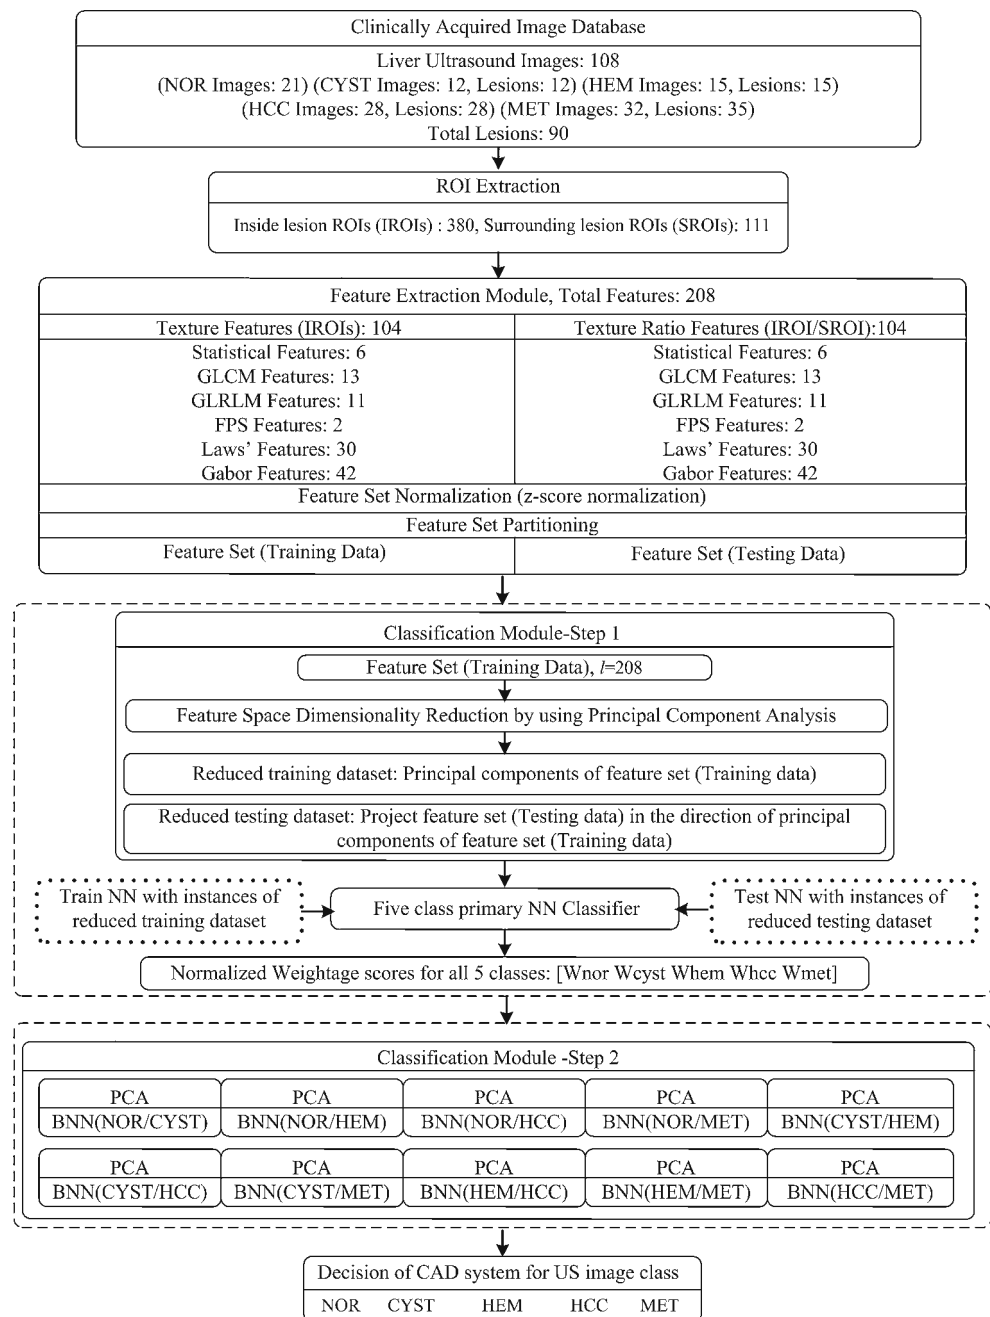 Clinically Acquired Image Database
Liver Ultrasound Images: 108
(NOR Images: 21) (CYST Images: 12, Lesions: 12) (HEM Images: 15, Lesions: 15)
(HCC Images: 28, Lesions: 28) (MET Images: 32, Lesions: 35)
Total Lesions: 90
ROI Extraction
Inside lesion ROIs (IROIs) : 380, Surrounding lesion ROIs (SROIs): 111
Feature Extraction Module, Total Features: 208
Texture Features (IROIs): 104
Statistical Features: 6
GLCM Features: 13
GLRLM Features: 11
FPS Features: 2
Laws’ Features: 30
Gabor Features: 42
Texture Ratio Features (IROI/SROI):104
Statistical Features: 6
GLCM Features: 13
GLRLM Features: 11
FPS Features: 2
Laws’ Features: 30
Gabor Features: 42
Feature Set Normalization (z-score normalization)
Feature Set Partitioning
Feature Set (Training Data)
Feature Set (Testing Data)
Classification Module-Step 1
Feature Set (Training Data), l=208
Feature Space Dimensionality Reduction by using Principal Component Analysis
Reduced training dataset: Principal components of feature set (Training data)
Reduced testing dataset: Project feature set (Testing data) in the direction of principal
components of feature set (Training data)
Train NN with instances of
reduced training dataset
Five class primary NN Classifier
Test NN with instances of
reduced testing dataset
Normalized Weightage scores for all 5 classes: [Wnor Wcyst Whem Whcc Wmet]
Classification Module -Step 2
PCA
BNN(NOR/CYST)
PCA
BNN(NOR/HEM)
PCA
BNN(NOR/HCC)
PCA
BNN(NOR/MET)
PCA
BNN(CYST/HEM)
PCA
BNN(CYST/HCC)
PCA
BNN(CYST/MET)
PCA
BNN(HEM/HCC)
PCA
BNN(HEM/MET)
PCA
BNN(HCC/MET)
Decision of CAD system for US image class
NOR CYST HEM HCC MET